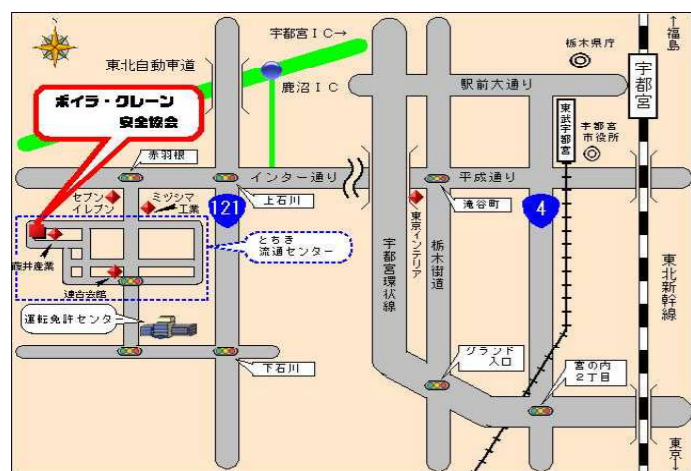 宇都宮IC→
↑福島
東北自動車道
栃木県庁
鹿沼IC
駅前大通り
宇都宮
ボイラ・クレーン
安全協会
東武宇都宮
宇都宮
市役所
赤羽根
インター通り
平成通り
セブン
イレブン
ミツシマ
工業
上石川
滝谷町
121
4
東京インテリア
とちぎ
流通センター
宇都宮環状線
栃木街道
東北新幹線
藤井産業
連合会館
運転免許センタ
下石川
グランド
入口
宮の内
2丁目
東京↓